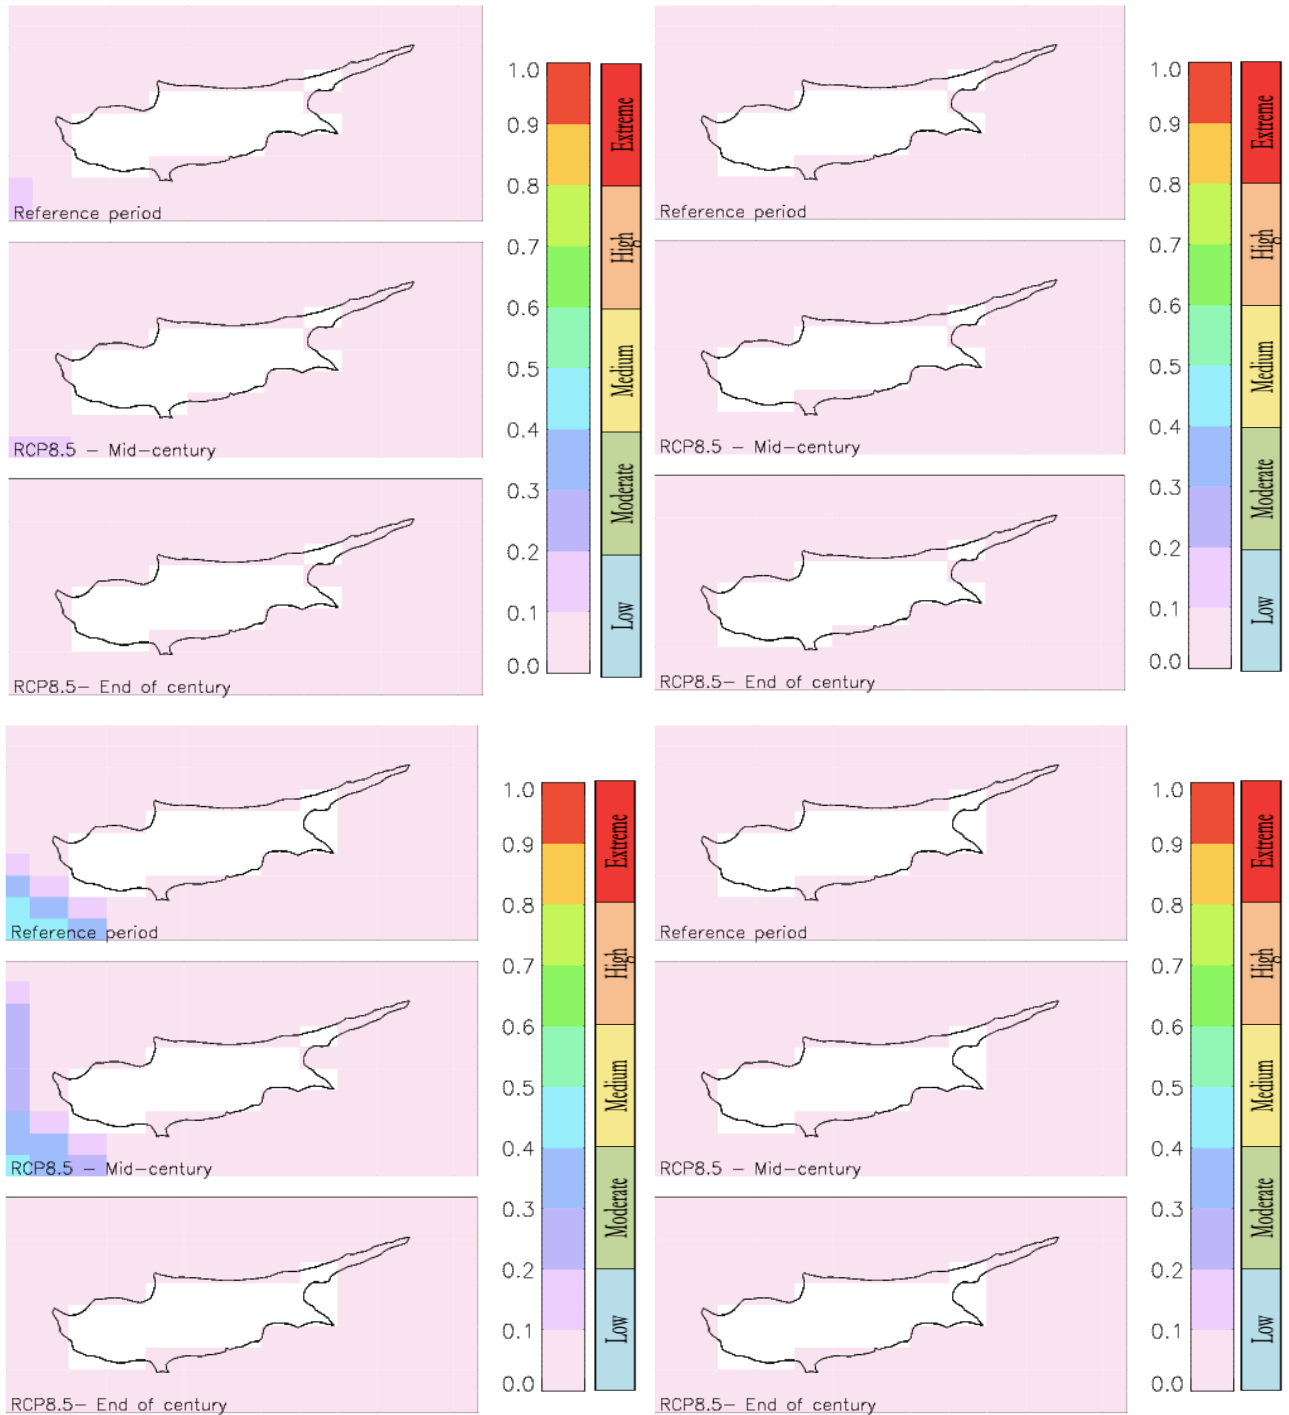 Reference period
RCP8.5 – Mid-century
RCP8.5– End of century
1.0
0.9
0.8
0.7
0.6
0.5
0.4
0.3
0.2
0.1
0.0
Extreme
High
Medium
Moderate
Low
Reference period
RCP8.5 – Mid-century
RCP8.5– End of century
1.0
0.9
0.8
0.7
0.6
0.5
0.4
0.3
0.2
0.1
0.0
Extreme
High
Medium
Moderate
Low
Reference period
RCP8.5 – Mid-century
RCP8.5– End of century
1.0
0.9
0.8
0.7
0.6
0.5
0.4
0.3
0.2
0.1
0.0
Extreme
High
Medium
Moderate
Low
Reference period
RCP8.5 – Mid-century
RCP8.5– End of century
1.0
0.9
0.8
0.7
0.6
0.5
0.4
0.3
0.2
0.1
0.0
Extreme
High
Medium
Moderate
Low